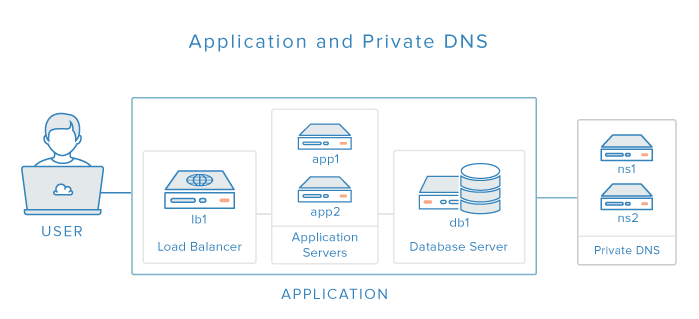 Application and Private DNS
USER
lb1
Load Balancer
app1
app2
Application
Servers
db1
Database Server
APPLICATION
ns1
ns2
Private DNS